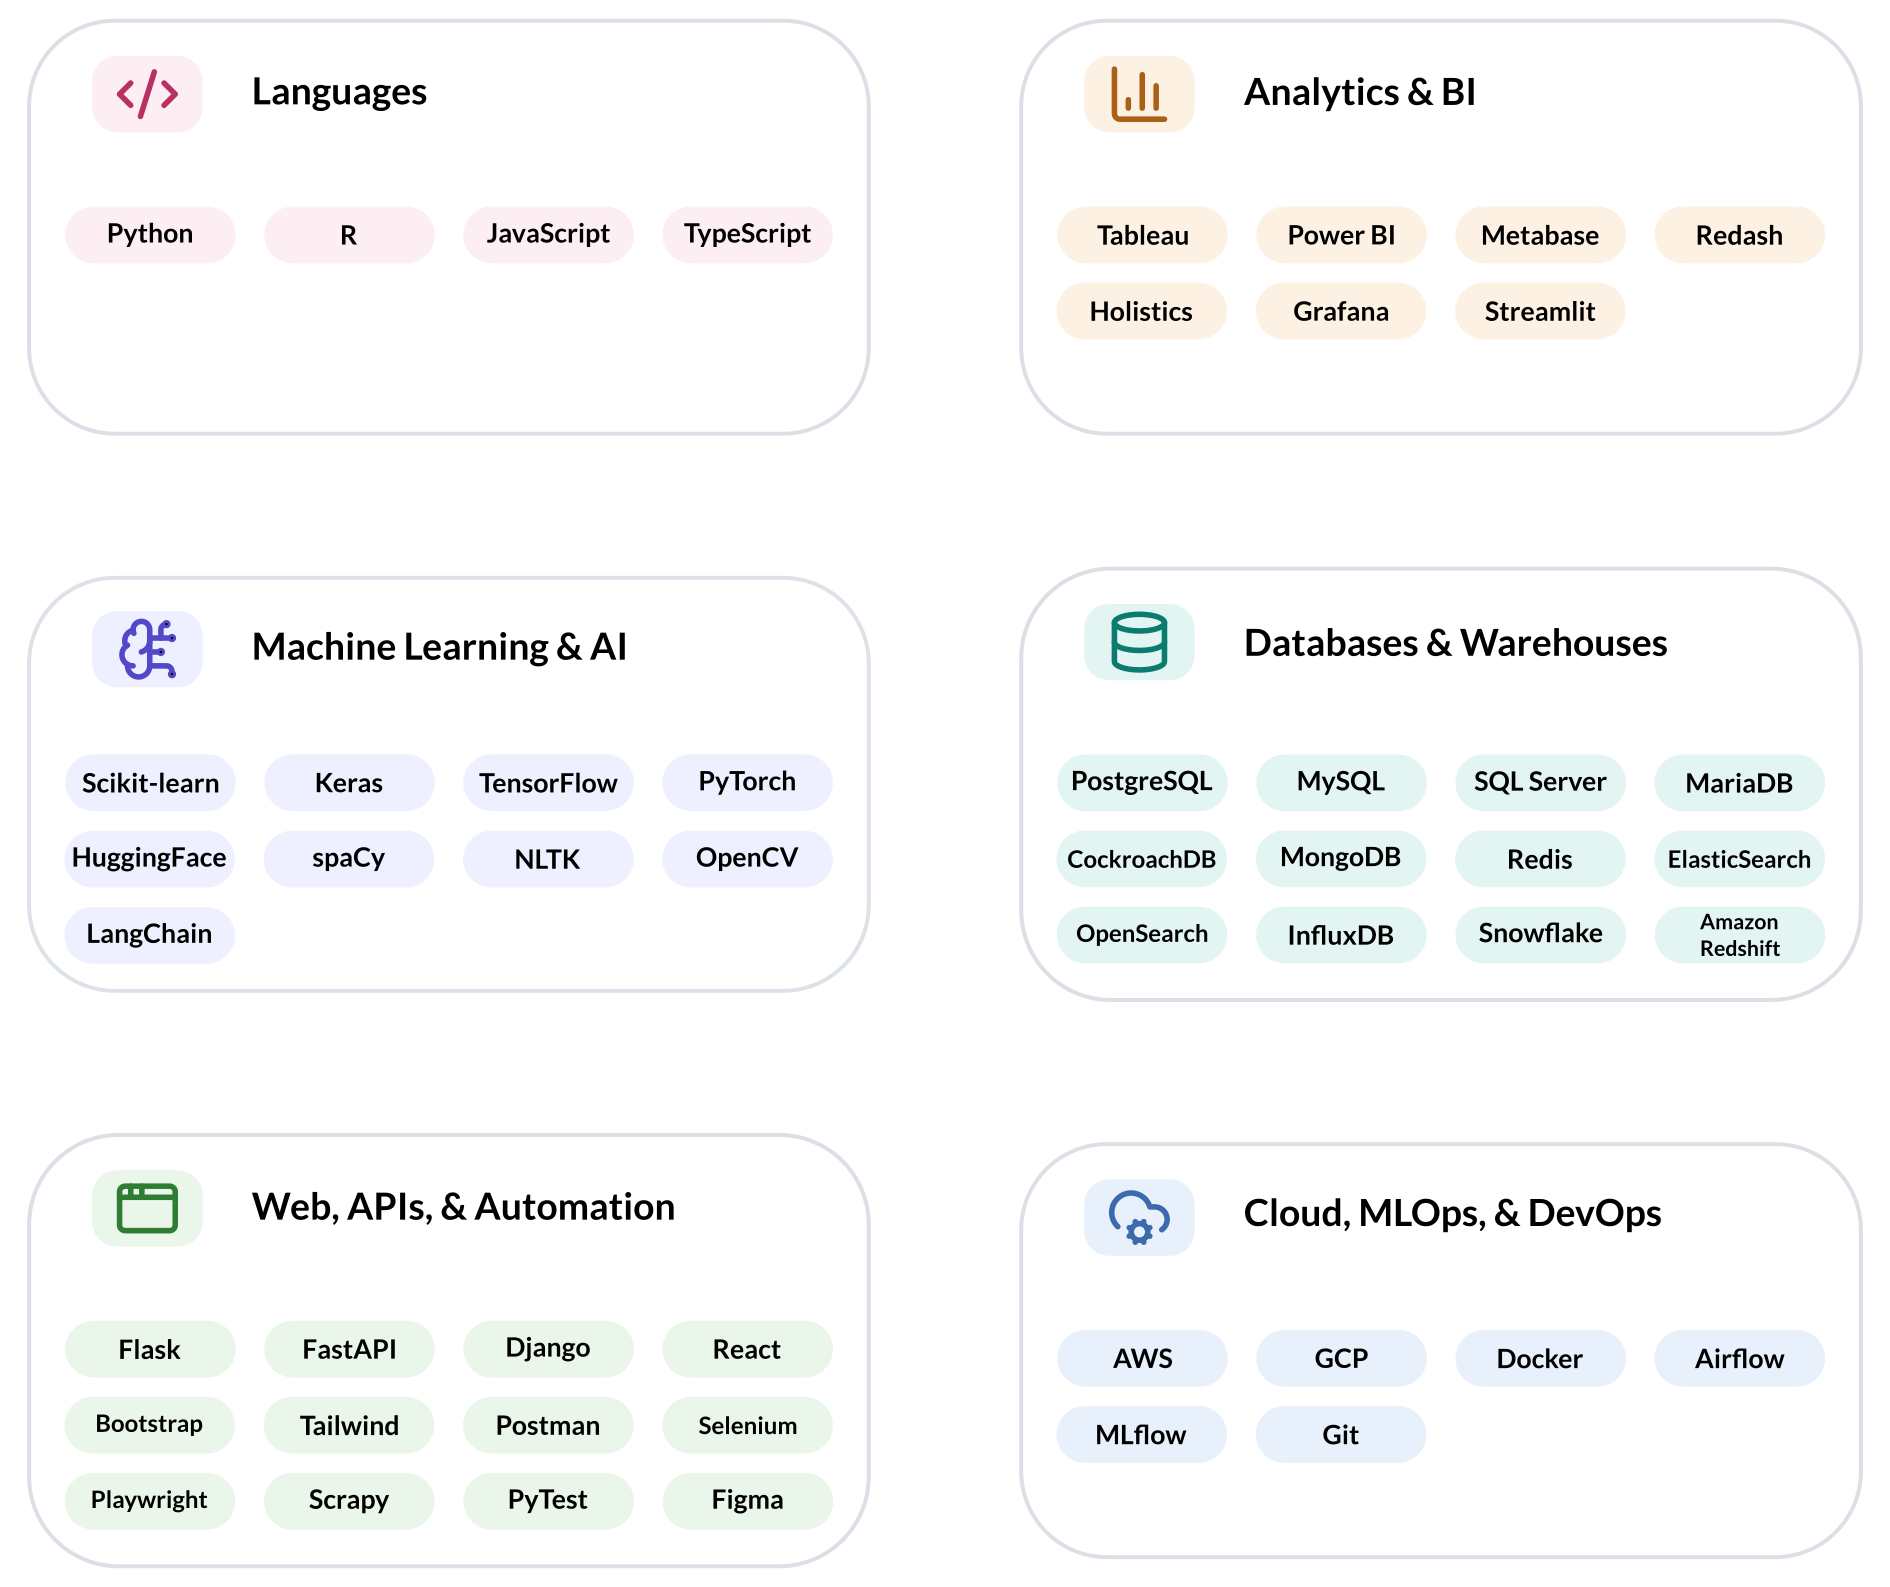 Languages
Python R JavaScript TypeScript
Analytics & BI
Tableau Power BI Metabase Redash
Holistics Grafana Streamlit
Machine Learning & AI
Scikit-learn Keras TensorFlow PyTorch
HuggingFace spaCy NLTK OpenCV
LangChain
Databases & Warehouses
PostgreSQL MySQL SQL Server MariaDB
CockroachDB MongoDB Redis ElasticSearch
OpenSearch InfluxDB Snowflake Amazon Redshift
Web, APIs, & Automation
Flask FastAPI Django React
Bootstrap Tailwind Postman Selenium
Playwright Scrapy PyTest Figma
Cloud, MLOps, & DevOps
AWS GCP Docker Airflow
MLflow Git